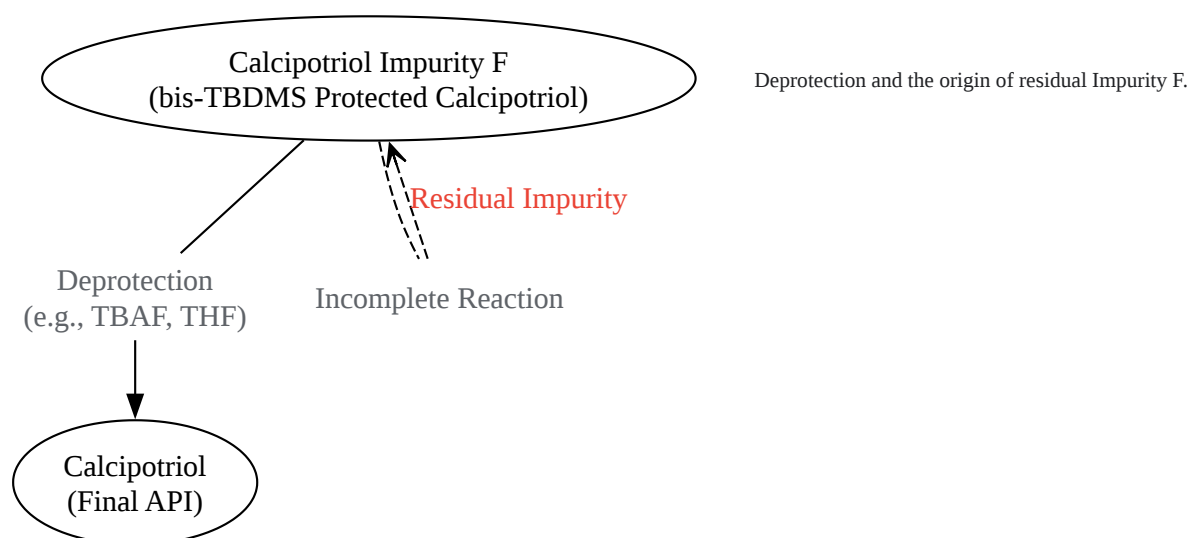 Calcipotriol Impurity F
(bis-TBDMS Protected Calcipotriol)
Deprotection and the origin of residual Impurity F.
Residual Impurity
Deprotection
(e.g., TBAF, THF)
Incomplete Reaction
Calcipotriol
(Final API)